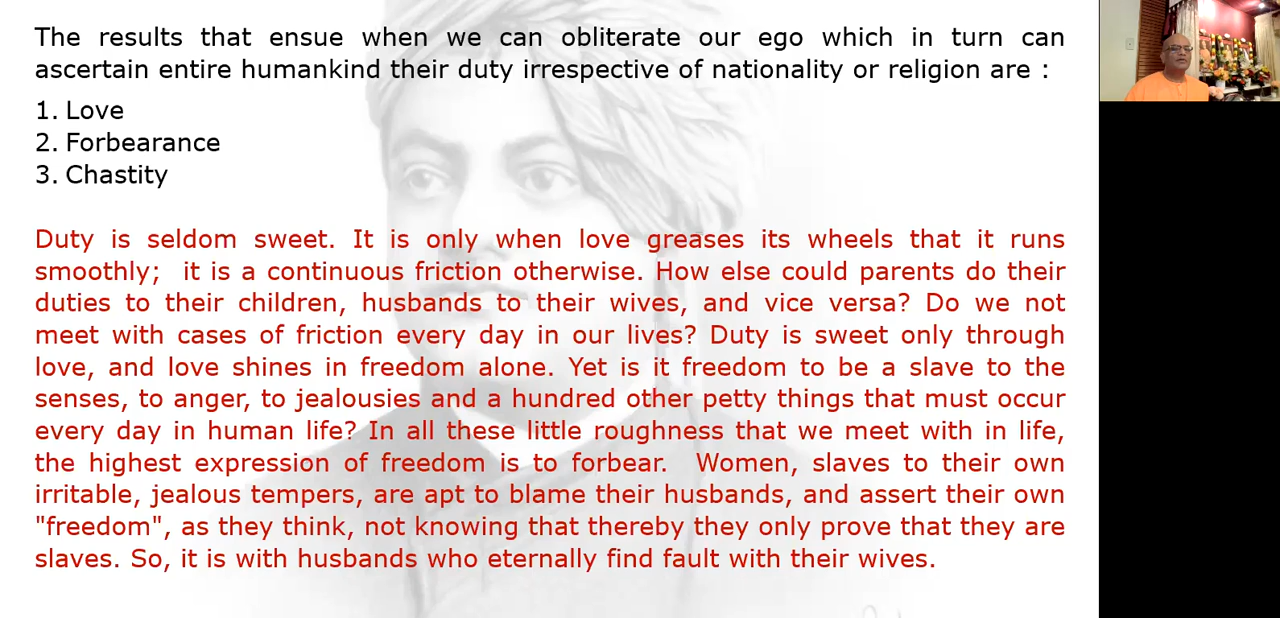 The results that ensue when we can obliterate our ego which in turn can
ascertain entire humankind their duty irrespective of nationality or religion are :
1. Love
2. Forbearance
3. Chastity
Duty is seldom sweet. It is only when love greases its wheels that it runs
smoothly;  it is a continuous friction otherwise. How else could parents do their
duties to their children, husbands to their wives, and vice versa? Do we not
meet with cases of friction every day in our lives? Duty is sweet only through
love, and love shines in freedom alone. Yet is it freedom to be a slave to the
senses, to anger, to jealousies and a hundred other petty things that must occur
every day in human life? In all these little roughness that we meet with in life,
the highest expression of freedom is to forbear.  Women, slaves to their own
irritable, jealous tempers, are apt to blame their husbands, and assert their own
"freedom", as they think, not knowing that thereby they only prove that they are
slaves. So, it is with husbands who eternally find fault with their wives.